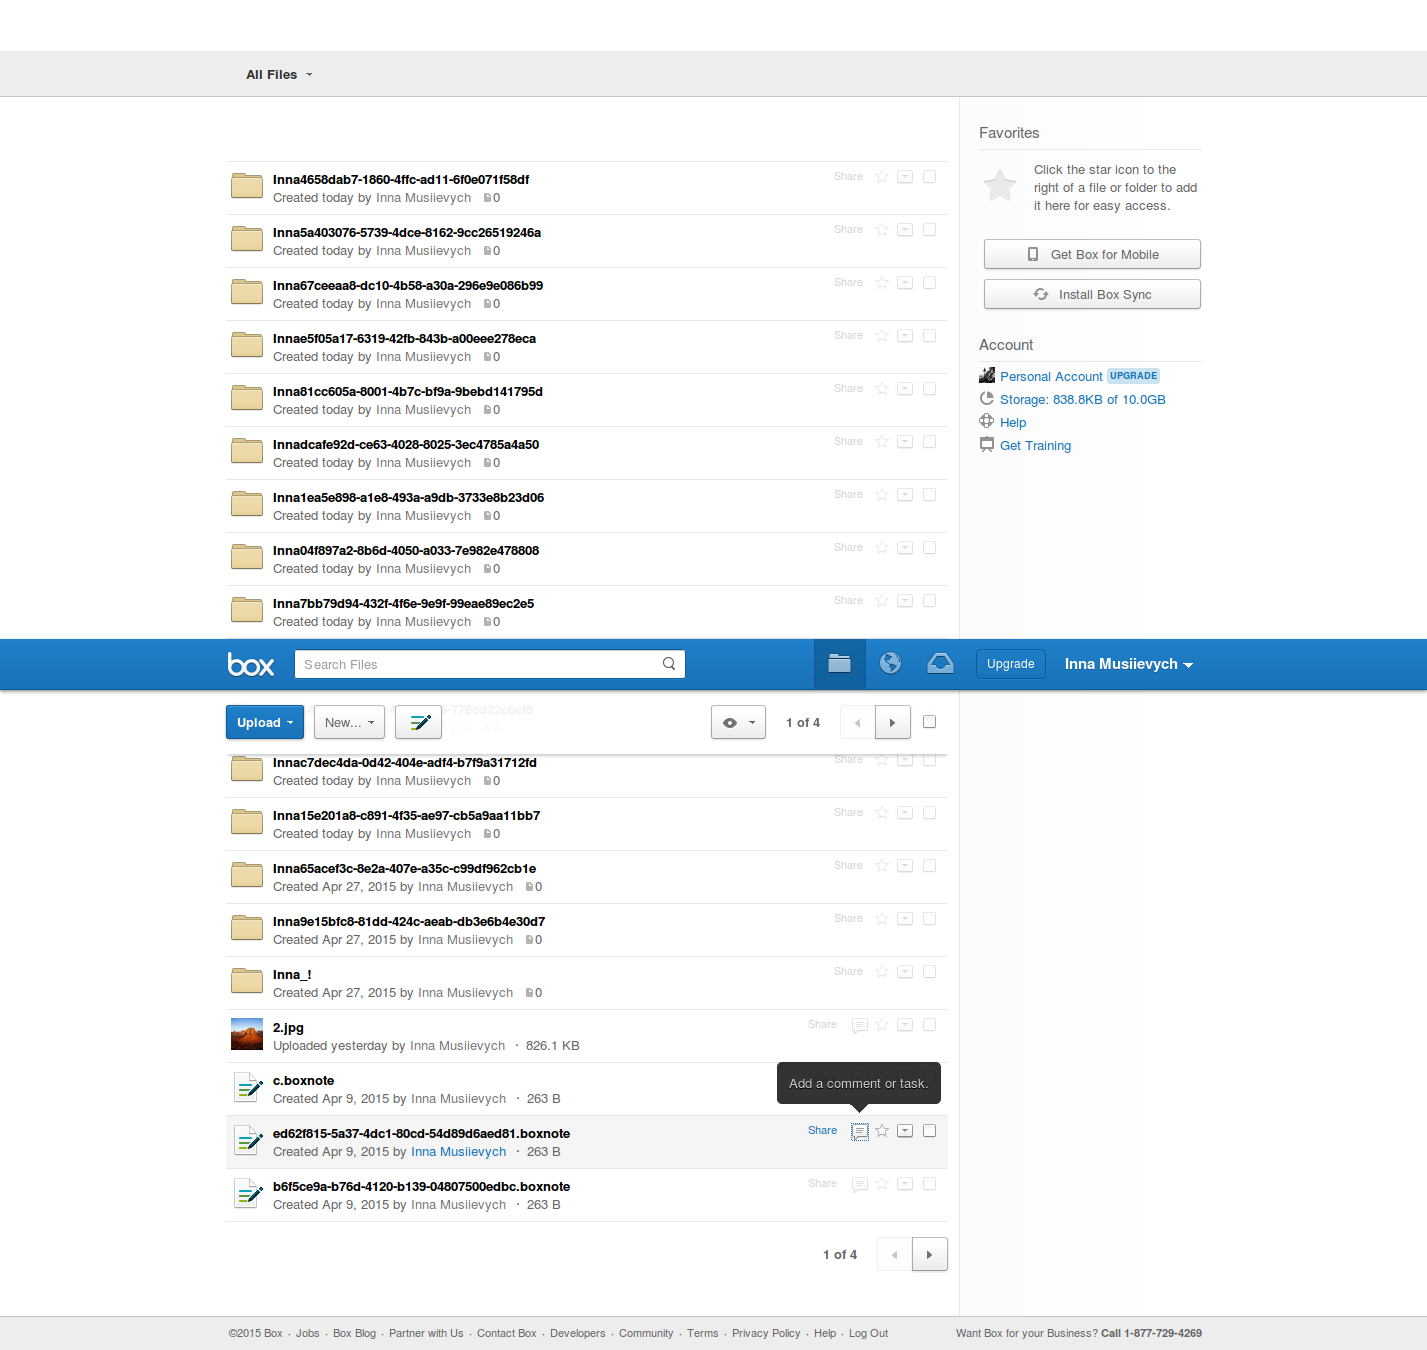 All Files
Favorites
Click the star icon to the
right of a file or folder to add
it here for easy access.
Get Box for Mobile
Install Box Sync
Account
Personal Account UPGRADE
Storage: 838.8KB of 10.0GB
Help
Get Training
Inna4658dab7-1860-4ffc-ad11-6f0e071f58df Share
Created today by Inna Musiievych 0
Inna5a403076-5739-4dce-8162-9cc26519246a Share
Created today by Inna Musiievych 0
Inna67ceeaa8-dc10-4b58-a30a-296e9e086b99 Share
Created today by Inna Musiievych 0
Innae5f05a17-6319-42fb-843b-a00eee278eca Share
Created today by Inna Musiievych 0
Inna81cc605a-8001-4b7c-bf9a-9bebd141795d Share
Created today by Inna Musiievych 0
Innadcafe92d-ce63-4028-8025-3ec4785a4a50 Share
Created today by Inna Musiievych 0
Inna1ea5e898-a1e8-493a-a9db-3733e8b23d06 Share
Created today by Inna Musiievych 0
Inna04f897a2-8b6d-4050-a033-7e982e478808 Share
Created today by Inna Musiievych 0
Inna7bb79d94-432f-4f6e-9e9f-99eae89ec2e5 Share
Created today by Inna Musiievych 0
box Search Files Upgrade Inna Musiievych
Upload New... 1 of 4
Innac7dec4da-0d42-404e-adf4-b7f9a31712fd Share
Created today by Inna Musiievych 0
Inna15e201a8-c891-4f35-ae97-cb5a9aa11bb7 Share
Created today by Inna Musiievych 0
Inna65acef3c-8e2a-407e-a35c-c99df962cb1e Share
Created Apr 27, 2015 by Inna Musiievych 0
Inna9e15bfc8-81dd-424c-aeab-db3e6b4e30d7 Share
Created Apr 27, 2015 by Inna Musiievych 0
Inna_! Share
Created Apr 27, 2015 by Inna Musiievych 0
2.jpg Share
Uploaded yesterday by Inna Musiievych · 826.1 KB
c.boxnote
Created Apr 9, 2015 by Inna Musiievych · 263 B
Add a comment or task.
ed62f815-5a37-4dc1-80cd-54d89d6aed81.boxnote Share
Created Apr 9, 2015 by Inna Musiievych · 263 B
b6f5ce9a-b76d-4120-b139-04807500edbc.boxnote Share
Created Apr 9, 2015 by Inna Musiievych · 263 B
1 of 4
©2015 Box · Jobs · Box Blog · Partner with Us · Contact Box · Developers · Community · Terms · Privacy Policy · Help · Log Out
Want Box for your Business? Call 1-877-729-4269